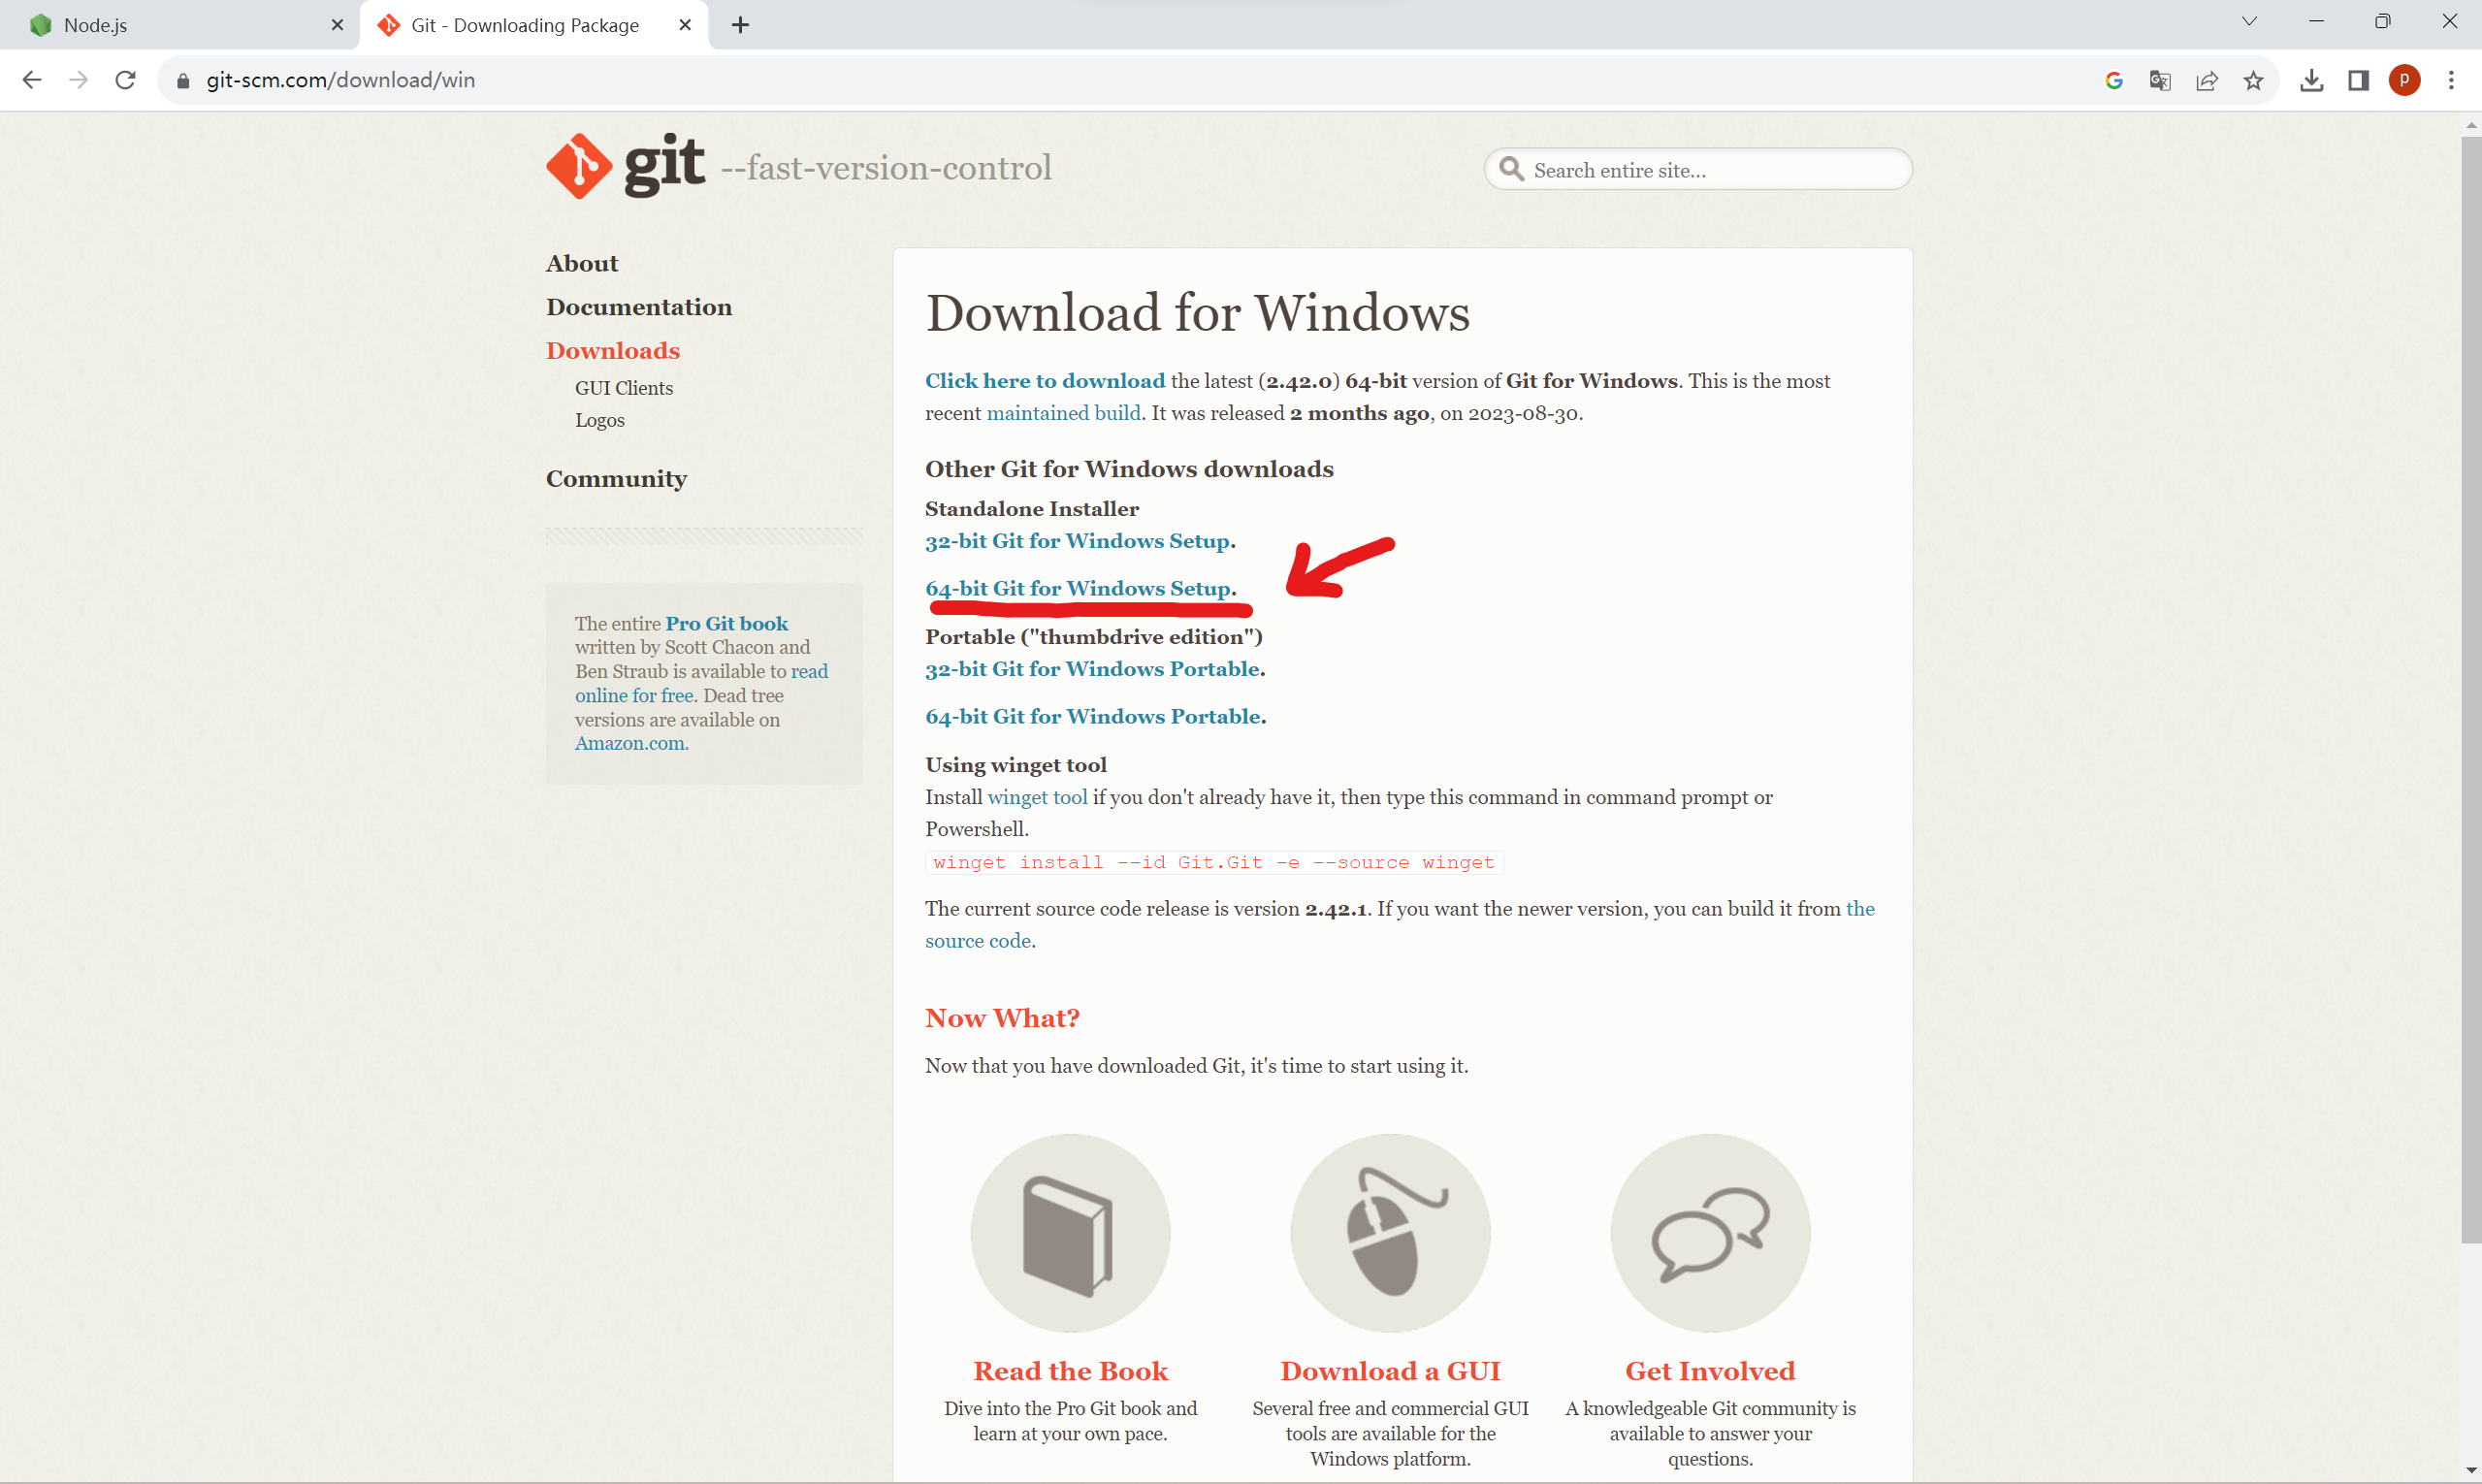 Node.js
Git - Downloading Package
git-scm.com/download/win
P
git --fast-version-control
Search entire site...
About
Documentation
Downloads
GUI Clients
Logos
Community
The entire Pro Git book
written by Scott Chacon and
Ben Straub is available to read
online for free. Dead tree
versions are available on
Amazon.com.
Download for Windows
Click here to download the latest (2.42.0) 64-bit version of Git for Windows. This is the most
recent maintained build. It was released 2 months ago, on 2023-08-30.
Other Git for Windows downloads
Standalone Installer
32-bit Git for Windows Setup.
64-bit Git for Windows Setup.
Portable ("thumbdrive edition")
32-bit Git for Windows Portable.
64-bit Git for Windows Portable.
Using winget tool
Install winget tool if you don't already have it, then type this command in command prompt or
Powershell.
winget install --id Git.Git -e --source winget
The current source code release is version 2.42.1. If you want the newer version, you can build it from the
source code.
Now What?
Now that you have downloaded Git, it's time to start using it.
Read the Book
Dive into the Pro Git book and
learn at your own pace.
Download a GUI
Several free and commercial GUI
tools are available for the
Windows platform.
Get Involved
A knowledgeable Git community is
available to answer your
questions.